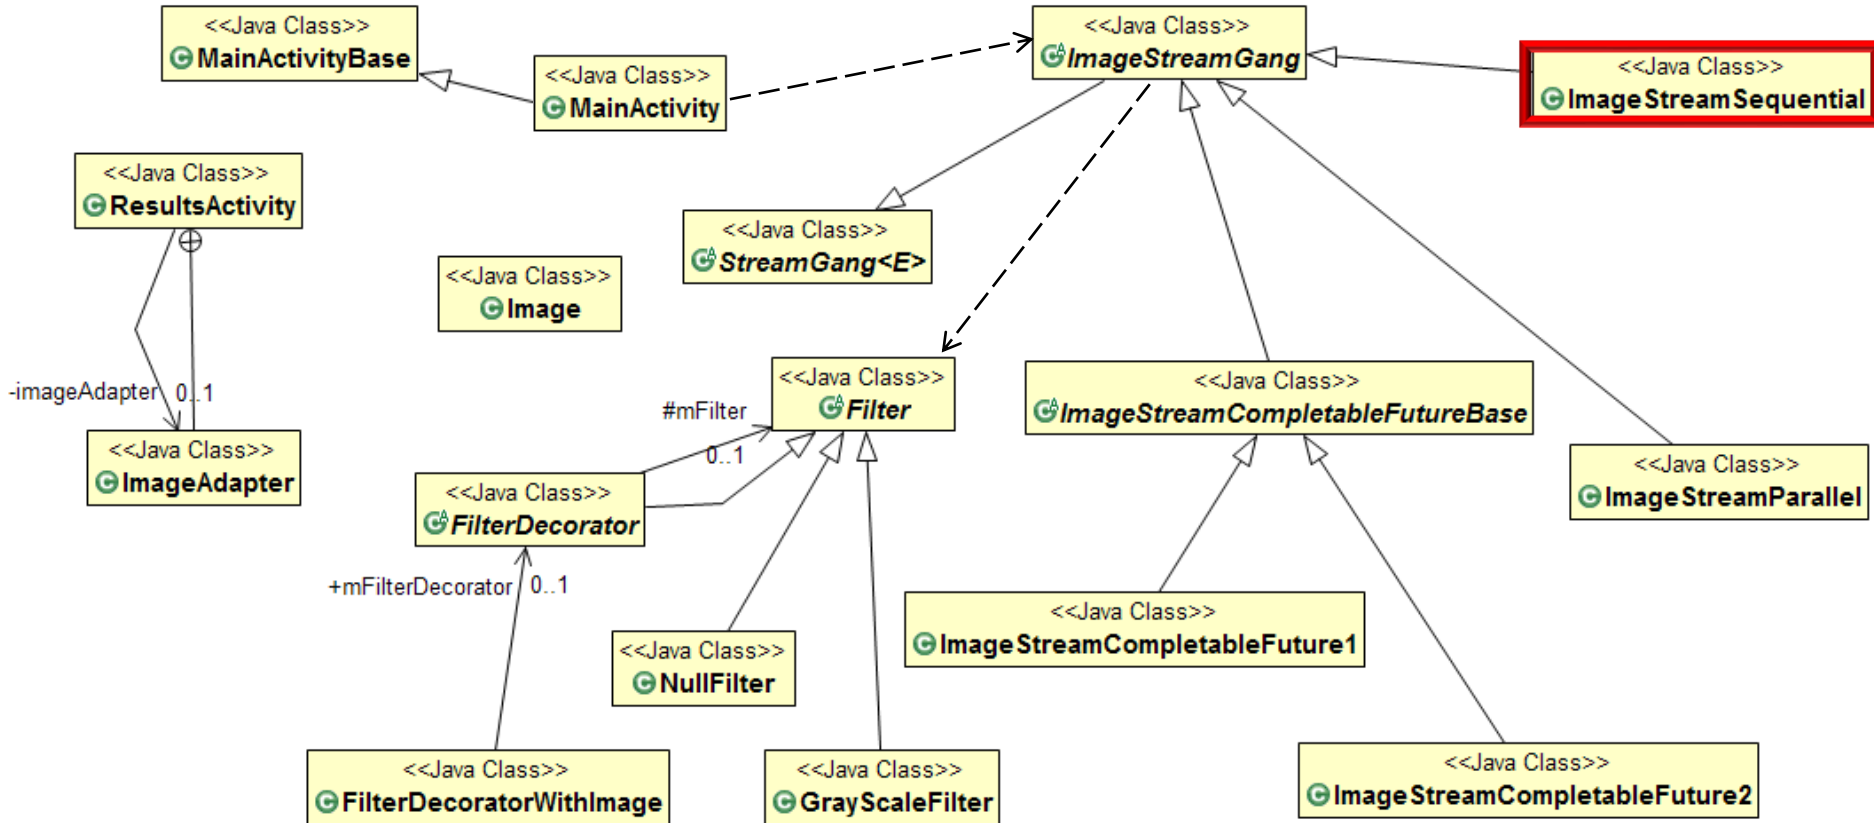 <<Java Class>>
MainActivityBase
<<Java Class>>
MainActivity
<<Java Class>>
ImageStreamGang
<<Java Class>>
ImageStreamSequential
<<Java Class>>
ResultsActivity
<<Java Class>>
StreamGang<E>
<<Java Class>>
Image
-imageAdapter 0..1
<<Java Class>>
ImageAdapter
<<Java Class>>
Filter
#mFilter
0..1
<<Java Class>>
ImageStreamCompletableFutureBase
<<Java Class>>
ImageStreamParallel
<<Java Class>>
FilterDecorator
+mFilterDecorator 0..1
<<Java Class>>
NullFilter
<<Java Class>>
ImageStreamCompletableFuture1
<<Java Class>>
FilterDecoratorWithImage
<<Java Class>>
GrayScaleFilter
<<Java Class>>
ImageStreamCompletableFuture2